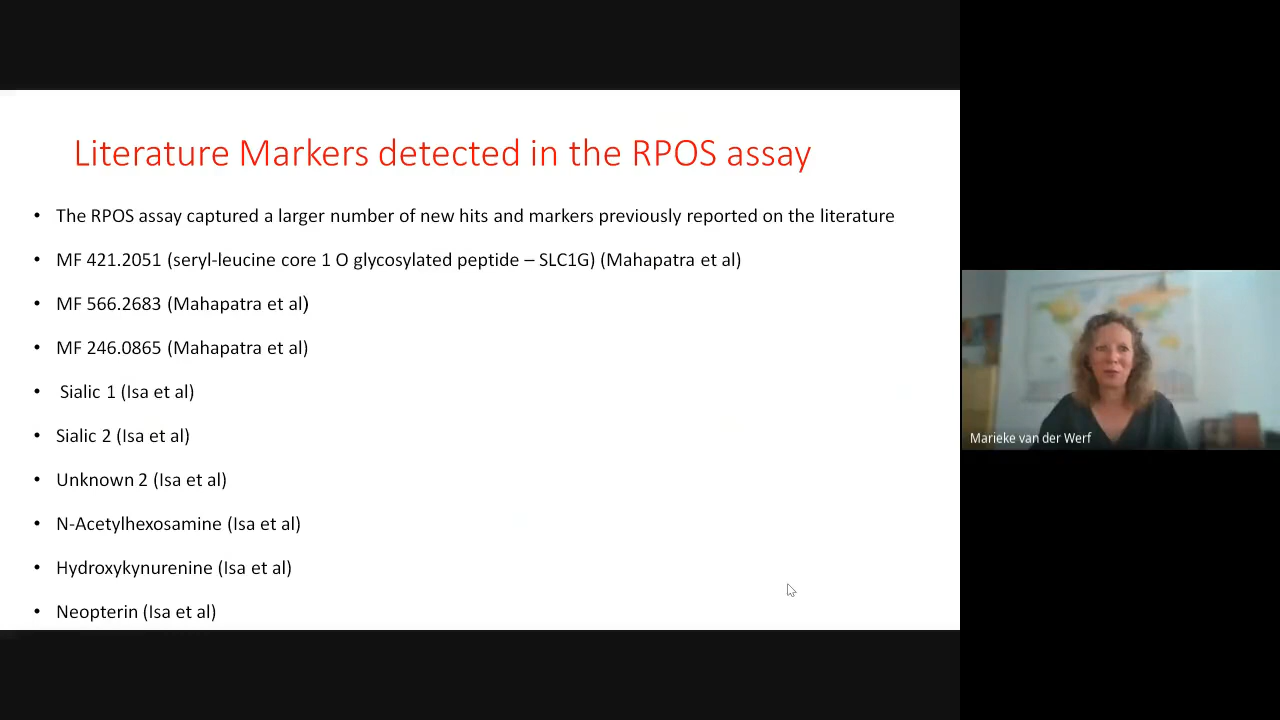 Literature Markers detected in the RPOS assay
• The RPOS assay captured a larger number of new hits and markers previously reported on the literature
• MF 421.2051 (seryl-leucine core 1 O glycosylated peptide – SLC1G) (Mahapatra et al)
• MF 566.2683 (Mahapatra et al)
• MF 246.0865 (Mahapatra et al)
• Sialic 1 (Isa et al)
• Sialic 2 (Isa et al)
• Unknown 2 (Isa et al)
• N-Acetylhexosamine (Isa et al)
• Hydroxykynurenine (Isa et al)
• Neopterin (Isa et al)
Marieke van der Werf